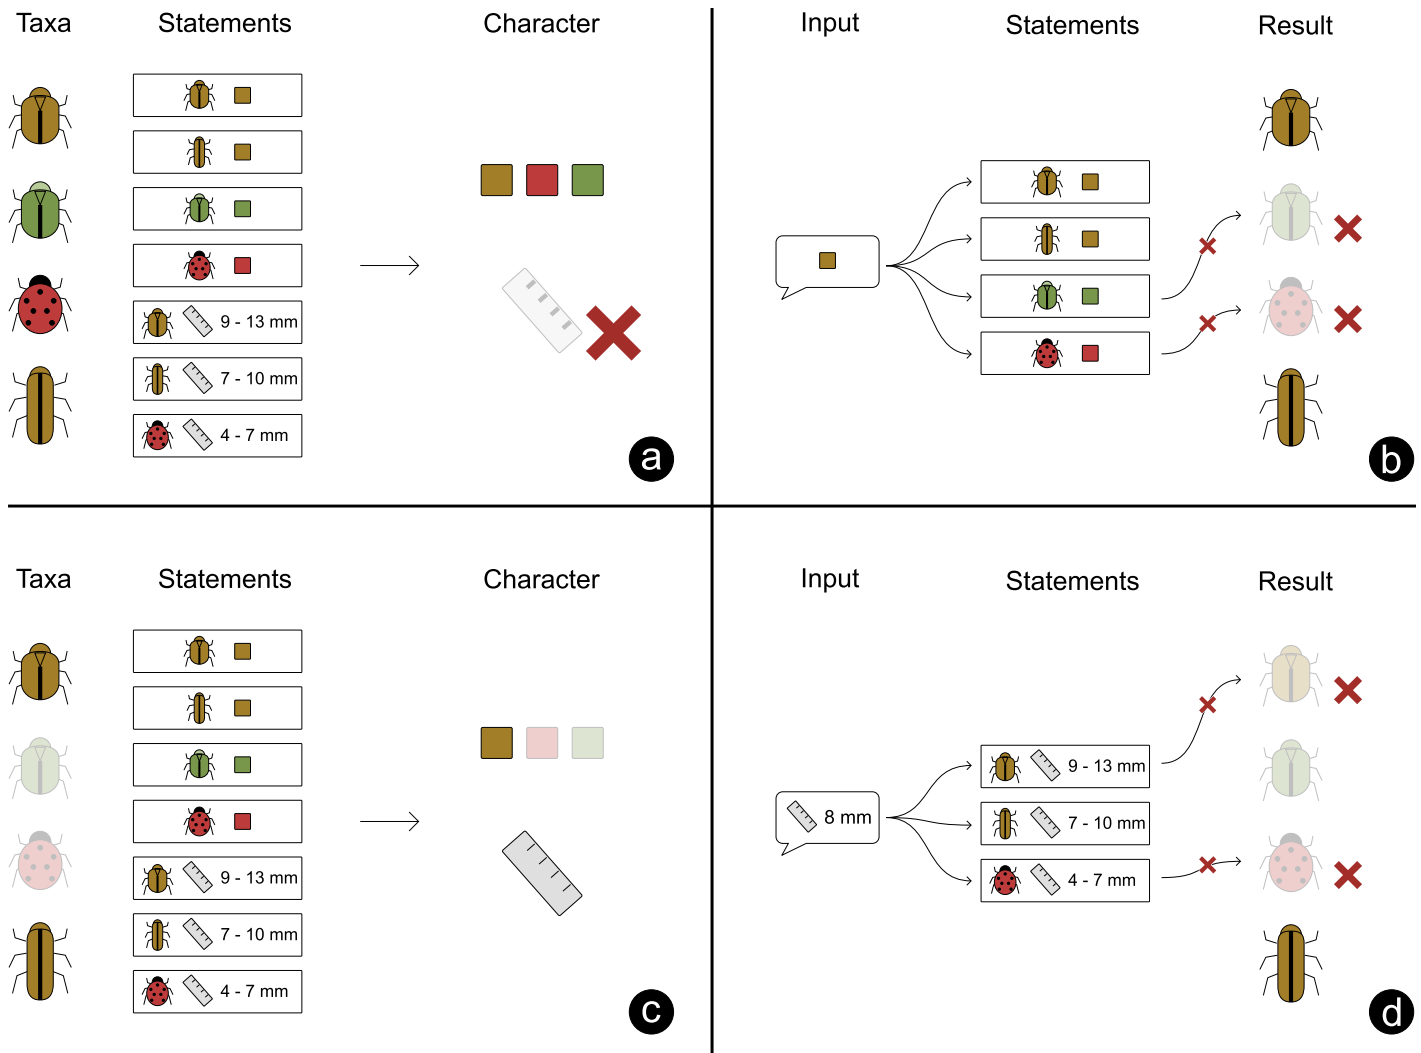 Taxa
Statements
Character
9 - 13 mm
7 - 10 mm
4 - 7 mm
a
Input
Statements
Result
b
Taxa
Statements
Character
9 - 13 mm
7 - 10 mm
4 - 7 mm
c
Input
Statements
Result
8 mm
9 - 13 mm
7 - 10 mm
4 - 7 mm
d